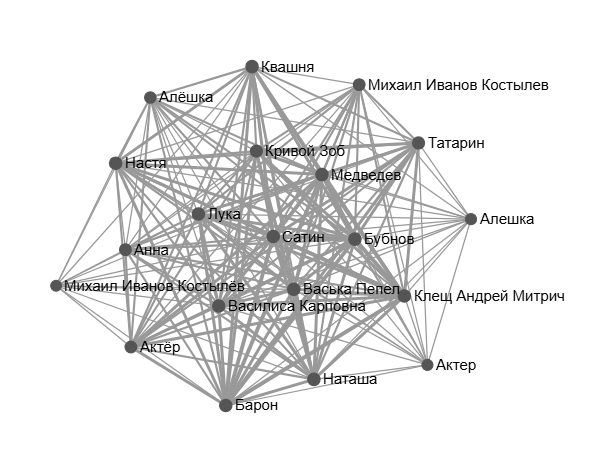 Квашня
Михаил Иванов Костылев
Алёшка
Татарин
Кривой Зоб
Настя
Медведев
Лука
Алешка
Сатин
Бубнов
Анна
Михаил Иванов Костылёв
Васька Пепел
Клещ Андрей Митрич
Василиса Карповна
Актёр
Актер
Наташа
Барон